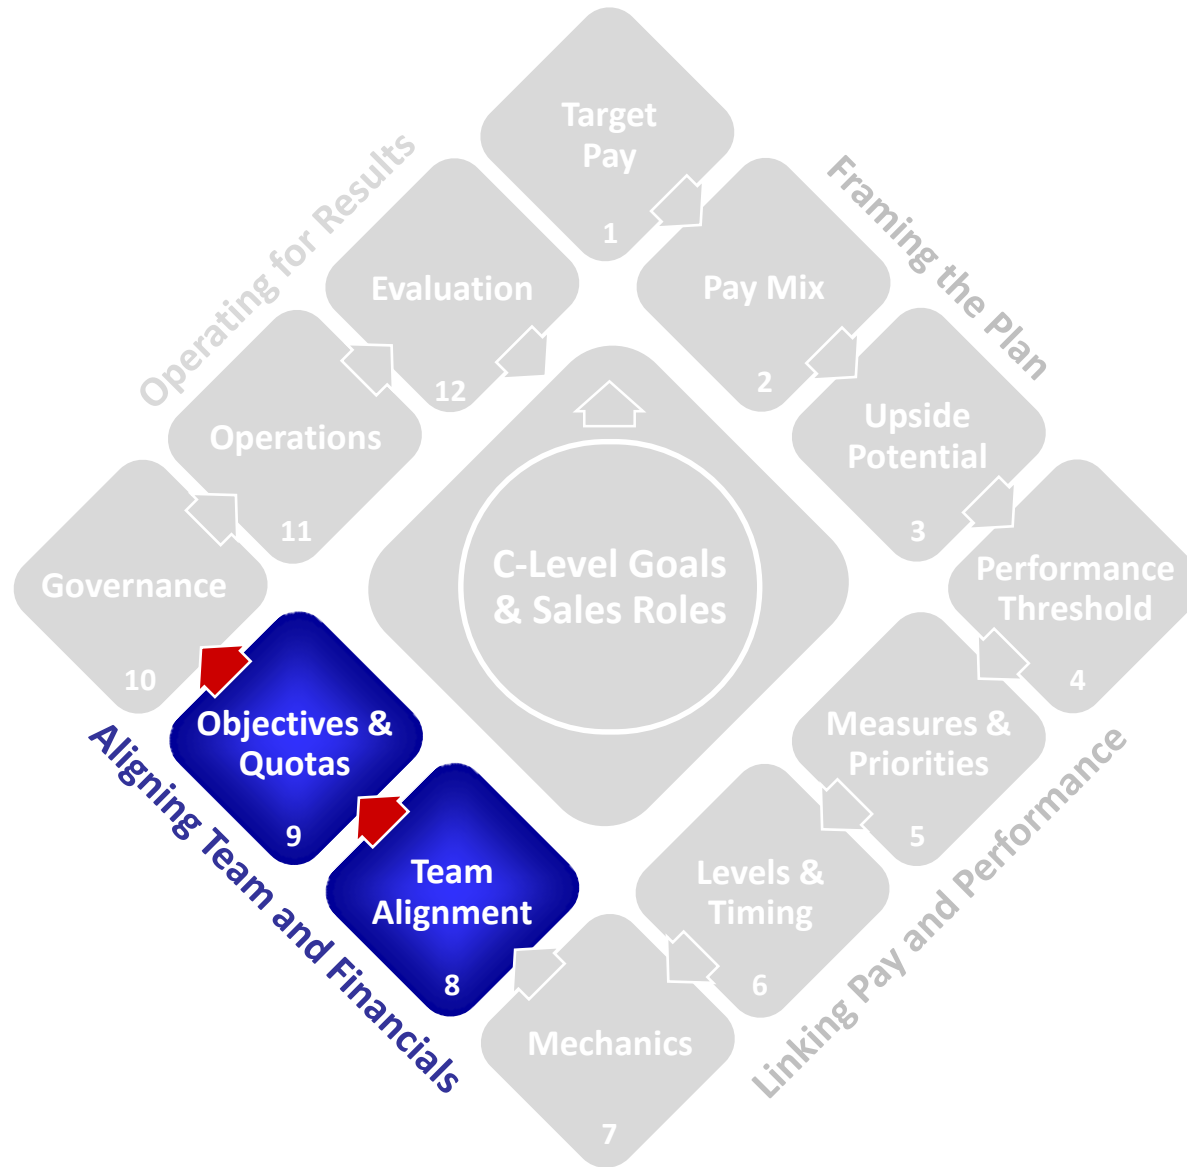 Target
Pay
1
Framing the Plan
Pay Mix
2
Upside
Potential
3
Performance
Threshold
4
Linking Pay and Performance
Measures &
Priorities
5
Levels &
Timing
6
Mechanics
7
Aligning Team and Financials
Team
Alignment
8
Objectives &
Quotas
9
Operating for Results
Governance
10
Operations
11
Evaluation
12
C-Level Goals
& Sales Roles